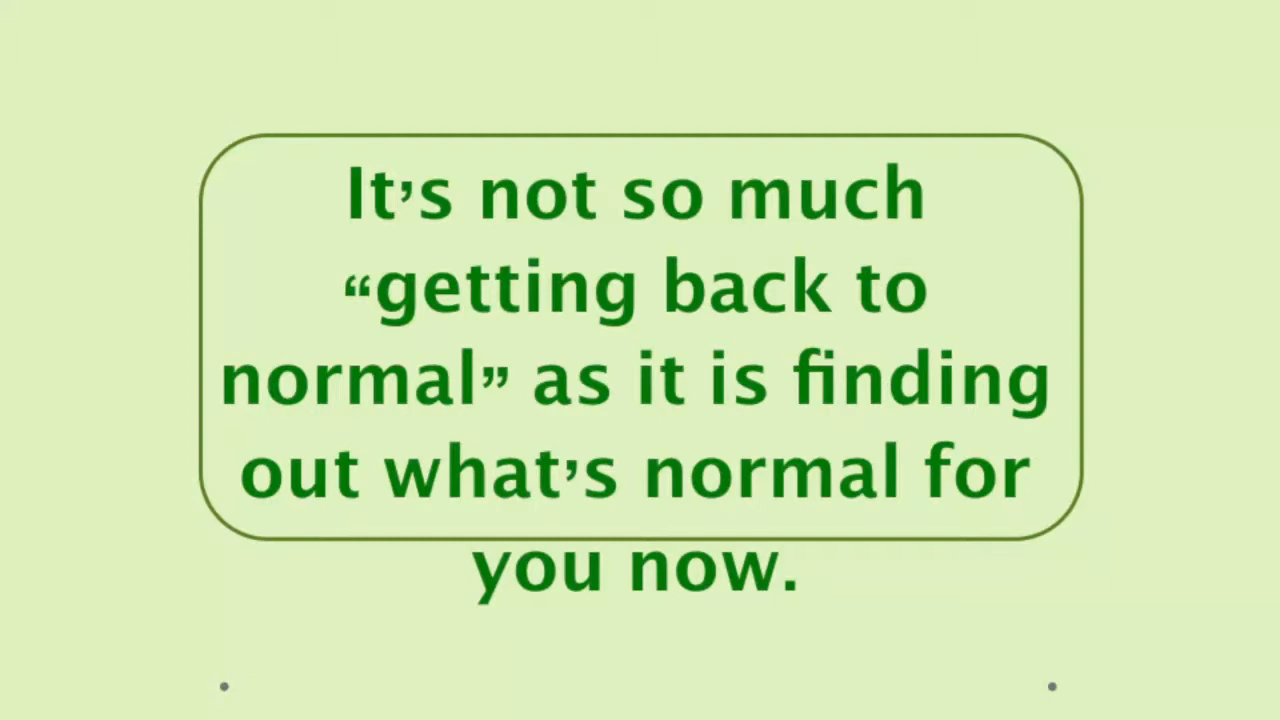 It’s not so much
“getting back to
normal” as it is finding
out what’s normal for
you now.